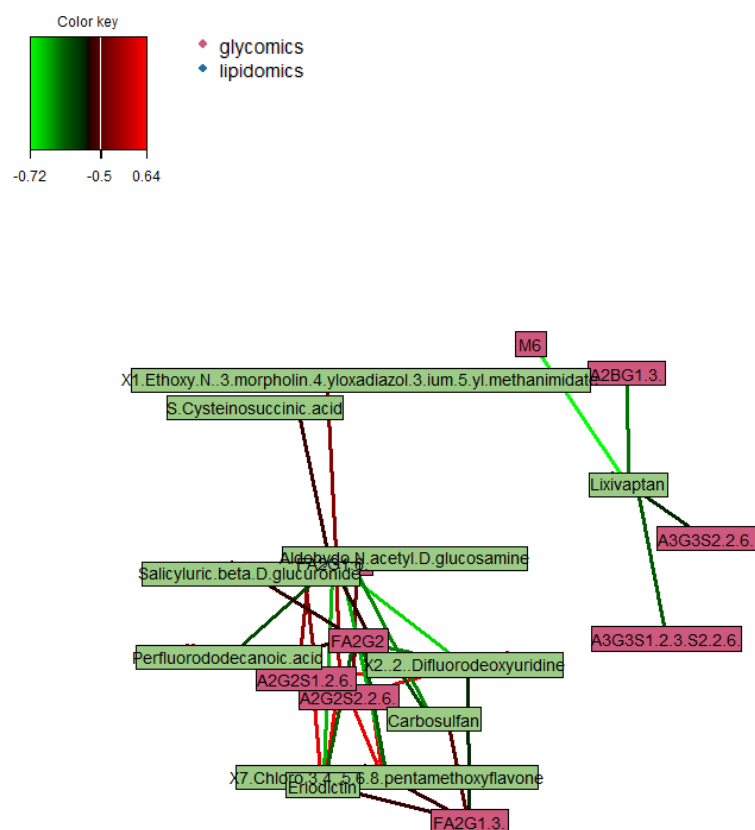 Color key
glycomics
lipidomics
-0.72 -0.5 0.64
M6
A2BG1.3.
X1.Ethoxy.N..3.morpholin.4.yloxadiazol.3.ium.5.yl.methanimidate.
S.Cysteinosuccinic.acid
Lixivaptan
A3G3S2.2.6.
Aldehydo.N.acetyl.D.glucosamine
Salicyluric.beta.D.glucuronide
FA2G2
A3G3S1.2.3.S2.2.6.
Perfluorododecanoic.acid
X2..2..Difluorodeoxyuridine
A2G2S1.2.6.
A2G2S2.2.6.
Carbosulfan
X7.Chloro.3.4..5.6.8.pentamethoxyflavone
Eriodictin
FA2G1.3.